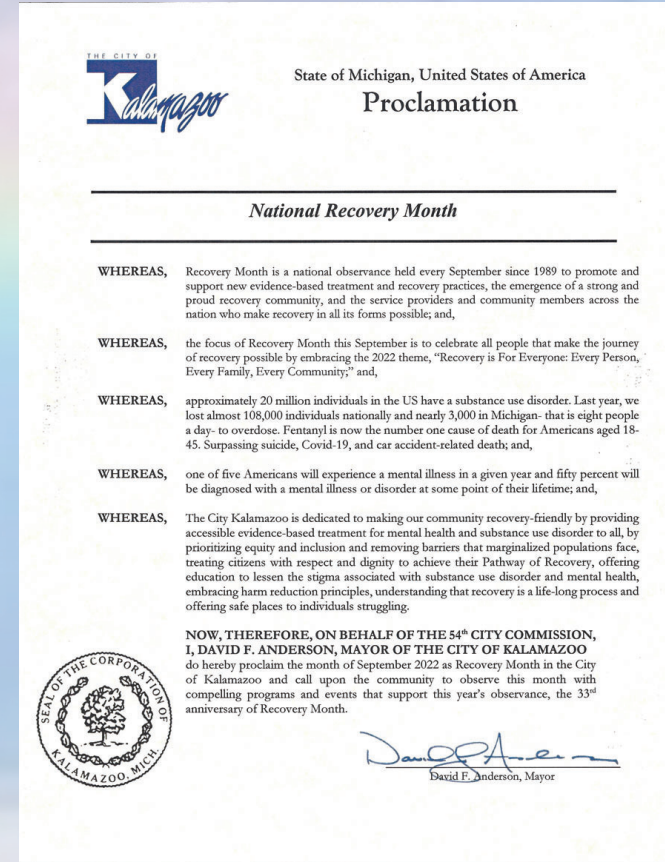 THE CITY OF
Kalamazoo
State of Michigan, United States of America
Proclamation
National Recovery Month
WHEREAS, Recovery Month is a national observance held every September since 1989 to promote and
support new evidence-based treatment and recovery practices, the emergence of a strong and
proud recovery community, and the service providers and community members across the
nation who make recovery in all its forms possible; and,
WHEREAS, the focus of Recovery Month this September is to celebrate all people that make the journey
of recovery possible by embracing the 2022 theme, “Recovery is For Everyone: Every Person,
Every Family, Every Community;” and,
WHEREAS, approximately 20 million individuals in the US have a substance use disorder. Last year, we
lost almost 108,000 individuals nationally and nearly 3,000 in Michigan- that is eight people
a day- to overdose. Fentanyl is now the number one cause of death for Americans aged 18-
45. Surpassing suicide, Covid-19, and car accident-related death; and,
WHEREAS, one of five Americans will experience a mental illness in a given year and fifty percent will
be diagnosed with a mental illness or disorder at some point of their lifetime; and,
WHEREAS, The City Kalamazoo is dedicated to making our community recovery-friendly by providing
accessible evidence-based treatment for mental health and substance use disorder to all, by
prioritizing equity and inclusion and removing barriers that marginalized populations face,
treating citizens with respect and dignity to achieve their Pathway of Recovery, offering
education to lessen the stigma associated with substance use disorder and mental health,
embracing harm reduction principles, understanding that recovery is a life-long process and
offering safe places to individuals struggling.
NOW, THEREFORE, ON BEHALF OF THE 54th CITY COMMISSION,
I, DAVID F. ANDERSON, MAYOR OF THE CITY OF KALAMAZOO
do hereby proclaim the month of September 2022 as Recovery Month in the City
of Kalamazoo and call upon the community to observe this month with
compelling programs and events that support this year's observance, the 33rd
anniversary of Recovery Month.
SEAL OF THE CORPORATION OF
KALAMAZOO, MICH.
David F. Anderson
David F. Anderson, Mayor